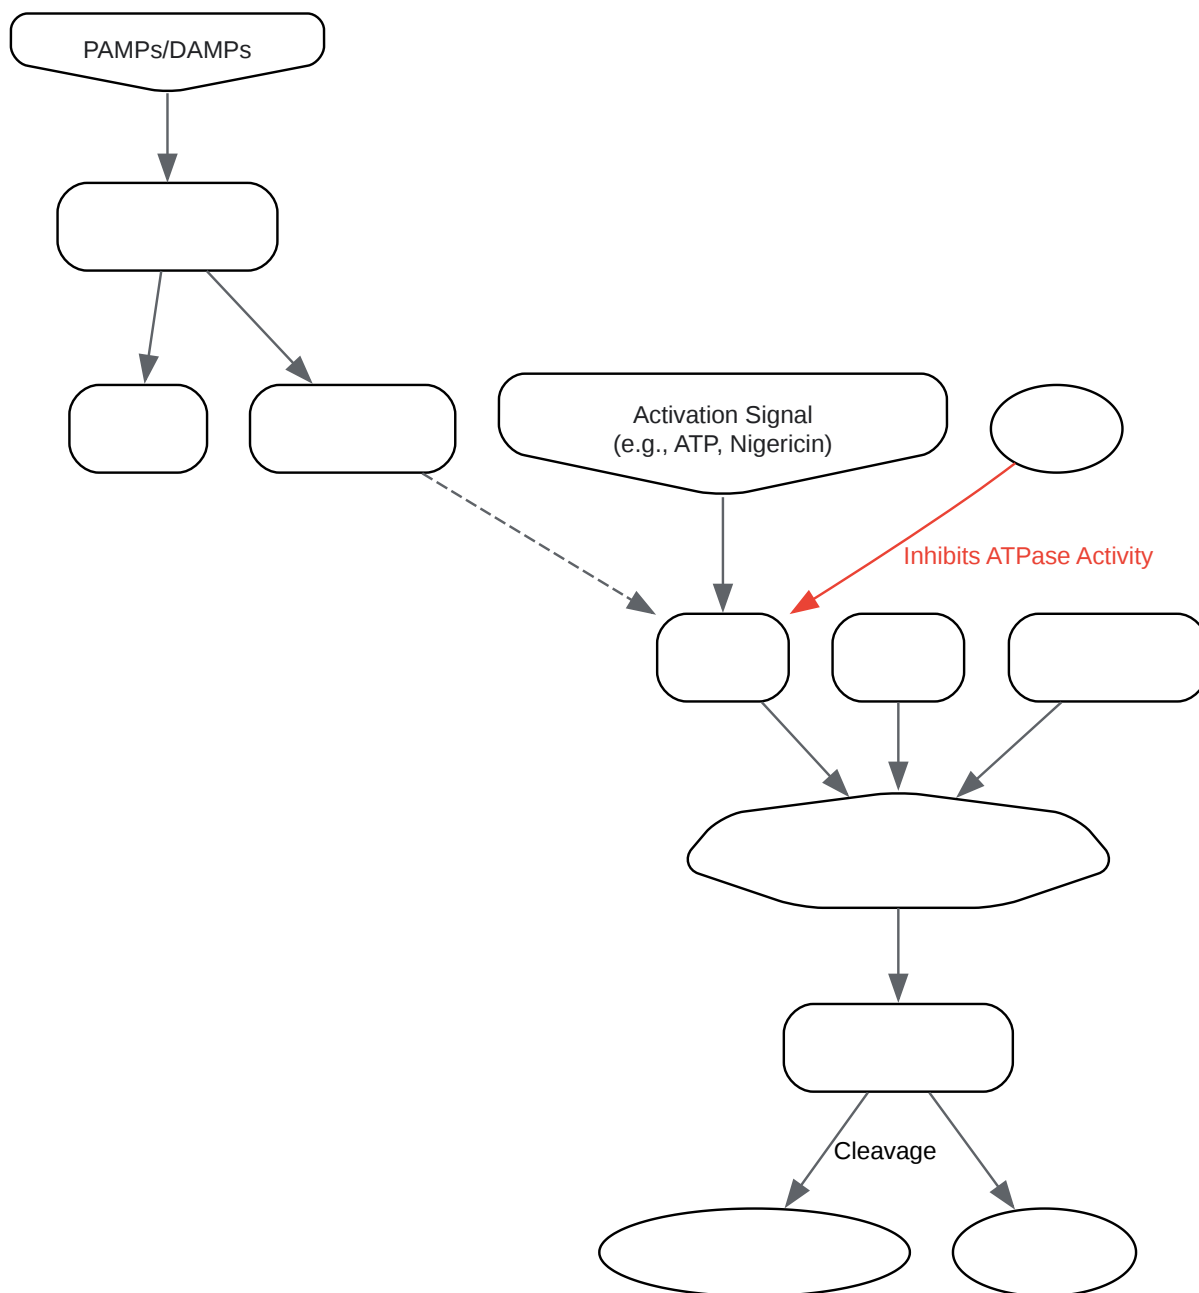 PAMPs/DAMPs
Activation Signal
(e.g., ATP, Nigericin)
Inhibits ATPase Activity
Cleavage